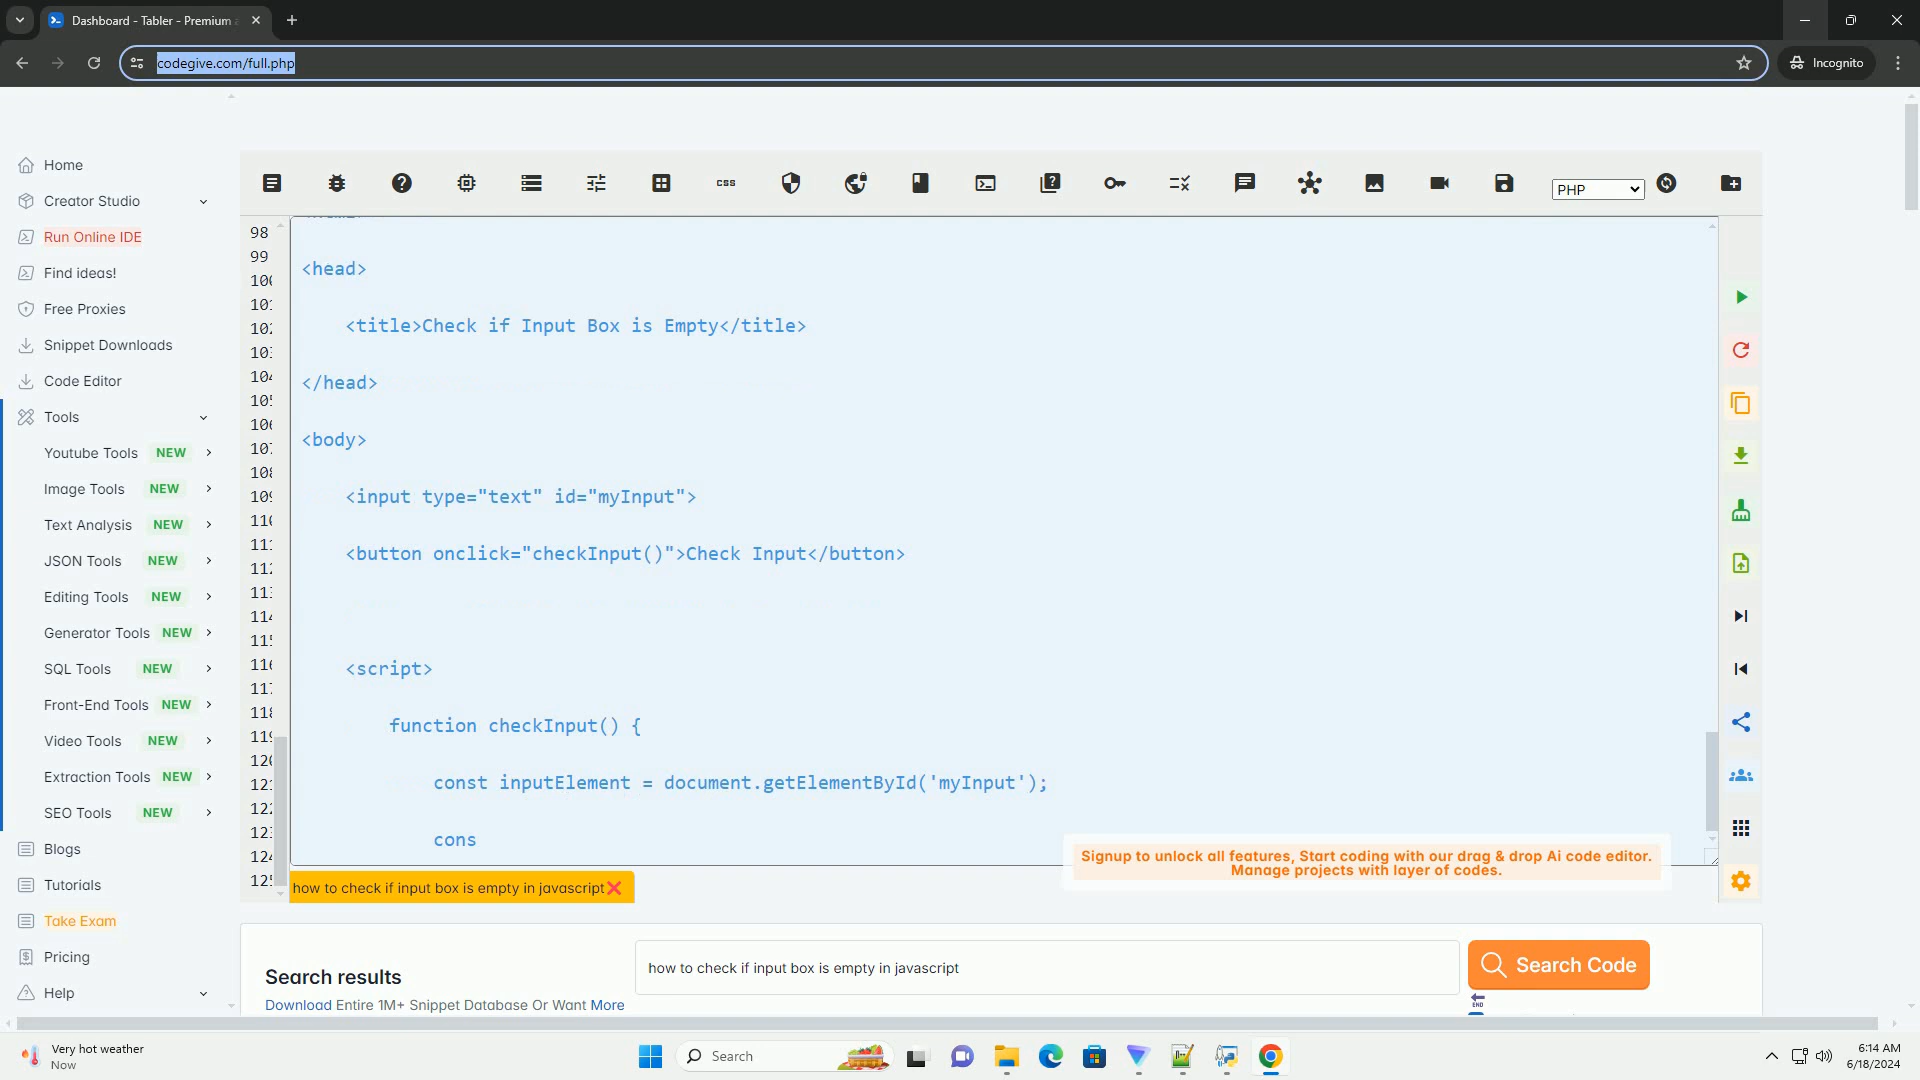 Dashboard - Tabler - Premium
codegive.com/full.php
Incognito
Home
Creator Studio
Run Online IDE
Find ideas!
Free Proxies
Snippet Downloads
Code Editor
Tools
Youtube Tools NEW
Image Tools NEW
Text Analysis NEW
JSON Tools NEW
Editing Tools NEW
Generator Tools NEW
SQL Tools NEW
Front-End Tools NEW
Video Tools NEW
Extraction Tools NEW
SEO Tools NEW
Blogs
Tutorials
Take Exam
Pricing
Help
css
PHP
98
99
<head>
<title>Check if Input Box is Empty</title>
</head>
<body>
<input type="text" id="myInput">
<button onclick="checkInput()">Check Input</button>
<script>
function checkInput() {
const inputElement = document.getElementById('myInput');
cons
Signup to unlock all features, Start coding with our drag & drop Ai code editor.
Manage projects with layer of codes.
how to check if input box is empty in javascript
Search results
how to check if input box is empty in javascript
Search Code
Download Entire 1M+ Snippet Database Or Want More
END
Very hot weather
Now
Search
6:14 AM
6/18/2024